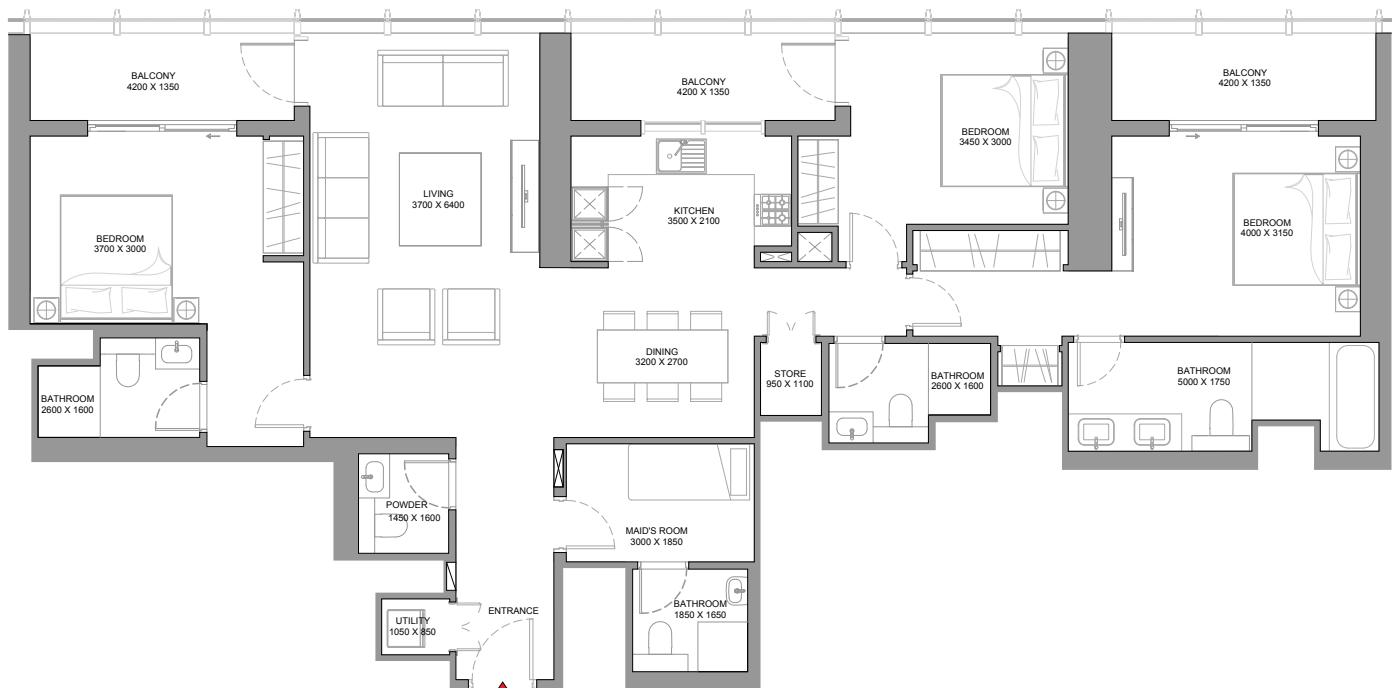 BALCONY
4200 X 1350
BALCONY
4200 X 1350
BALCONY
4200 X 1350
BEDROOM
3450 X 3000
LIVING
3700 X 6400
KITCHEN
3500 X 2100
BEDROOM
4000 X 3150
BEDROOM
3700 X 3000
DINING
3200 X 2700
STORE
950 X 1100
BATHROOM
2600 X 1600
BATHROOM
5000 X 1750
BATHROOM
2600 X 1600
POWDER
1450 X 1600
MAID'S ROOM
3000 X 1850
BATHROOM
1850 X 1650
ENTRANCE
UTILITY
1050 X 850